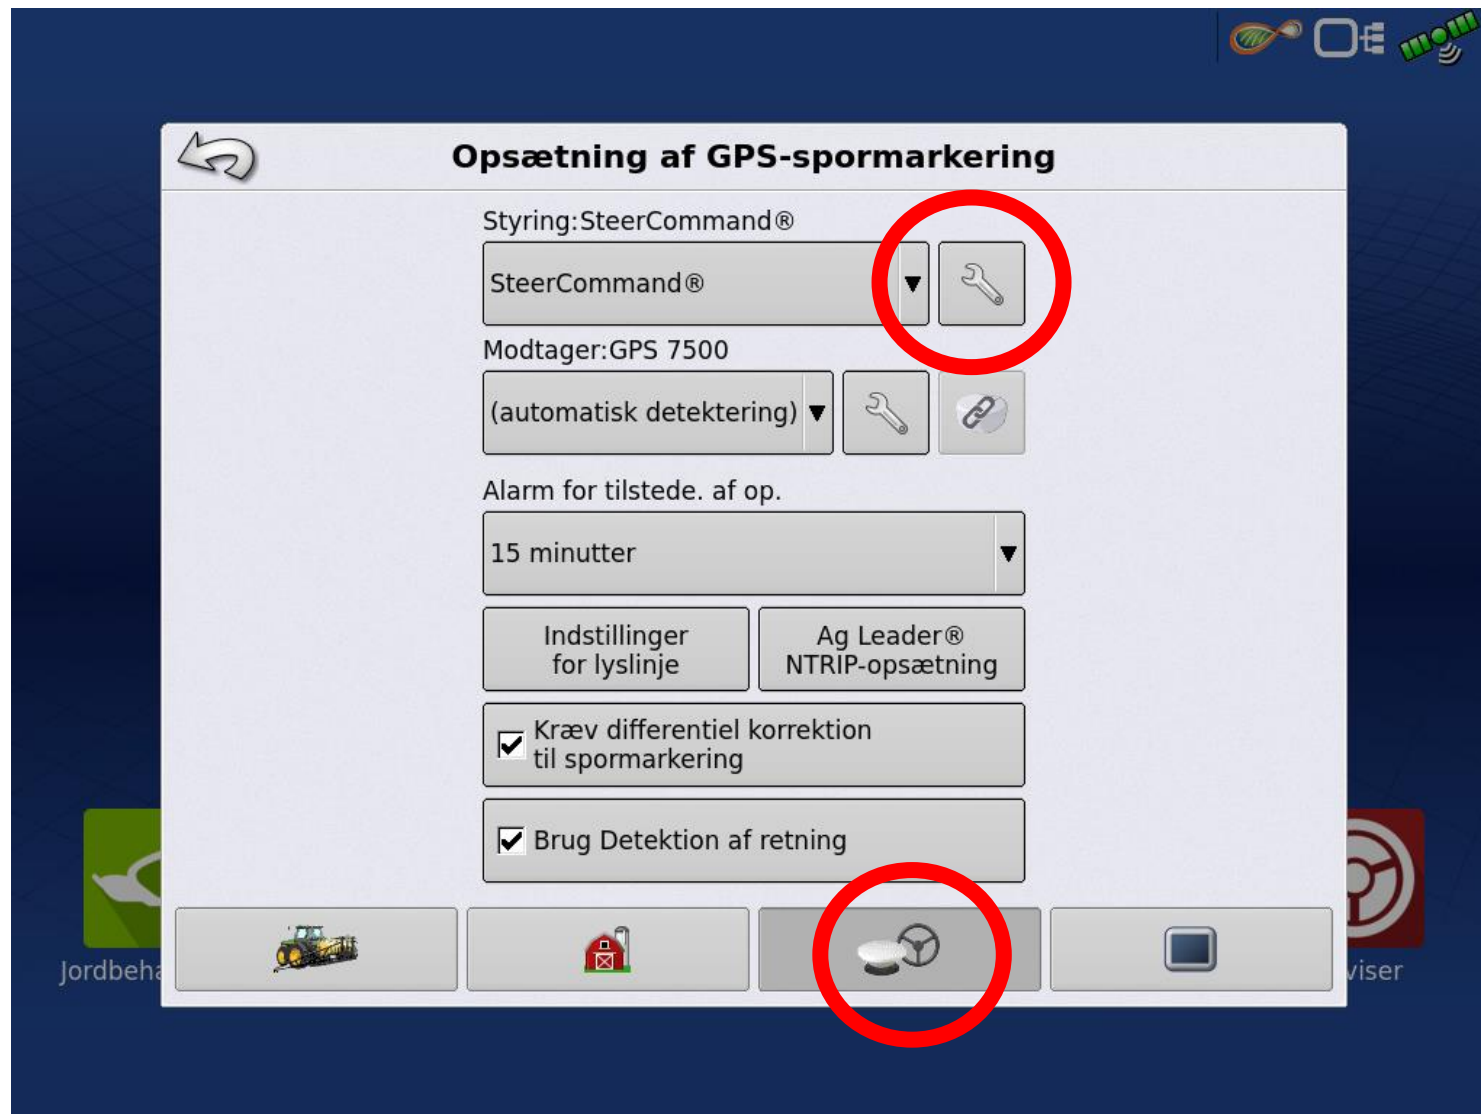 Opsætning af GPS-spormarkering
Styring:SteerCommand®
SteerCommand®
Modtager:GPS 7500
(automatisk detektering)
Alarm for tilstede. af op.
15 minutter
Indstillinger
for lyslinje
Ag Leader®
NTRIP-opsætning
Kræv differentiel korrektion
til spormarkering
Brug Detektion af retning
Jordbeha
viser